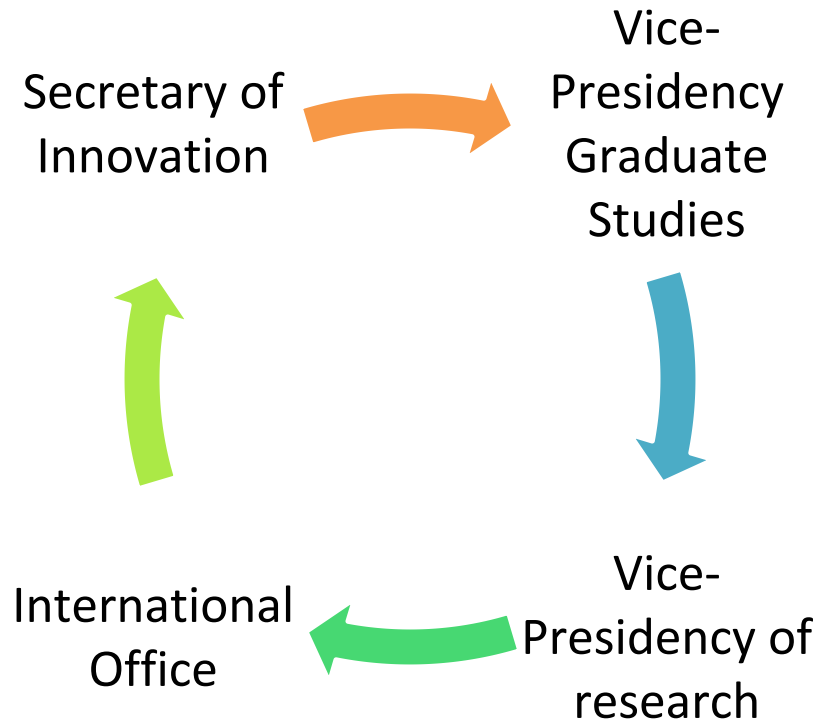 Secretary of
Innovation
Vice-
Presidency
Graduate
Studies
Vice-
Presidency of
research
International
Office